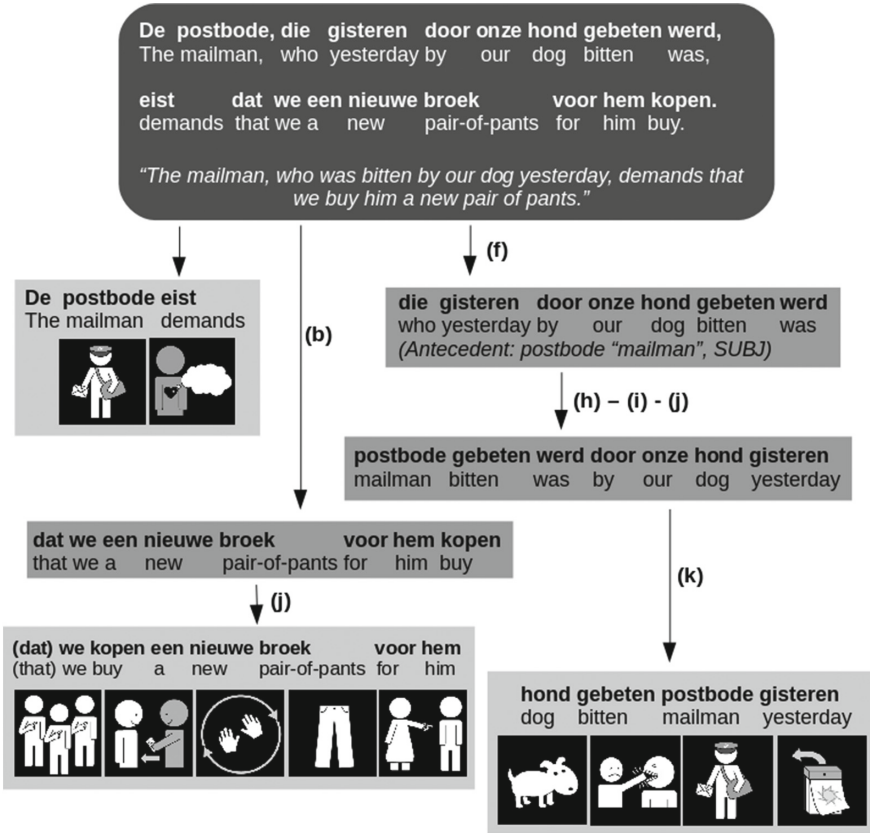 De postbode, die gisteren door onze hond gebeten werd,
The mailman, who yesterday by our dog bitten was,
eist dat we een nieuwe broek voor hem kopen.
demands that we a new pair-of-pants for him buy.
“The mailman, who was bitten by our dog yesterday, demands that
we buy him a new pair of pants.”
(f)
De postbode eist
The mailman demands
(b)
die gisteren door onze hond gebeten werd
who yesterday by our dog bitten was
(Antecedent: postbode “mailman”, SUBJ)
(h) – (i) - (j)
postbode gebeten werd door onze hond gisteren
mailman bitten was by our dog yesterday
dat we een nieuwe broek voor hem kopen
that we a new pair-of-pants for him buy
(j)
(k)
(dat) we kopen een nieuwe broek voor hem
(that) we buy a new pair-of-pants for him
hond gebeten postbode gisteren
dog bitten mailman yesterday